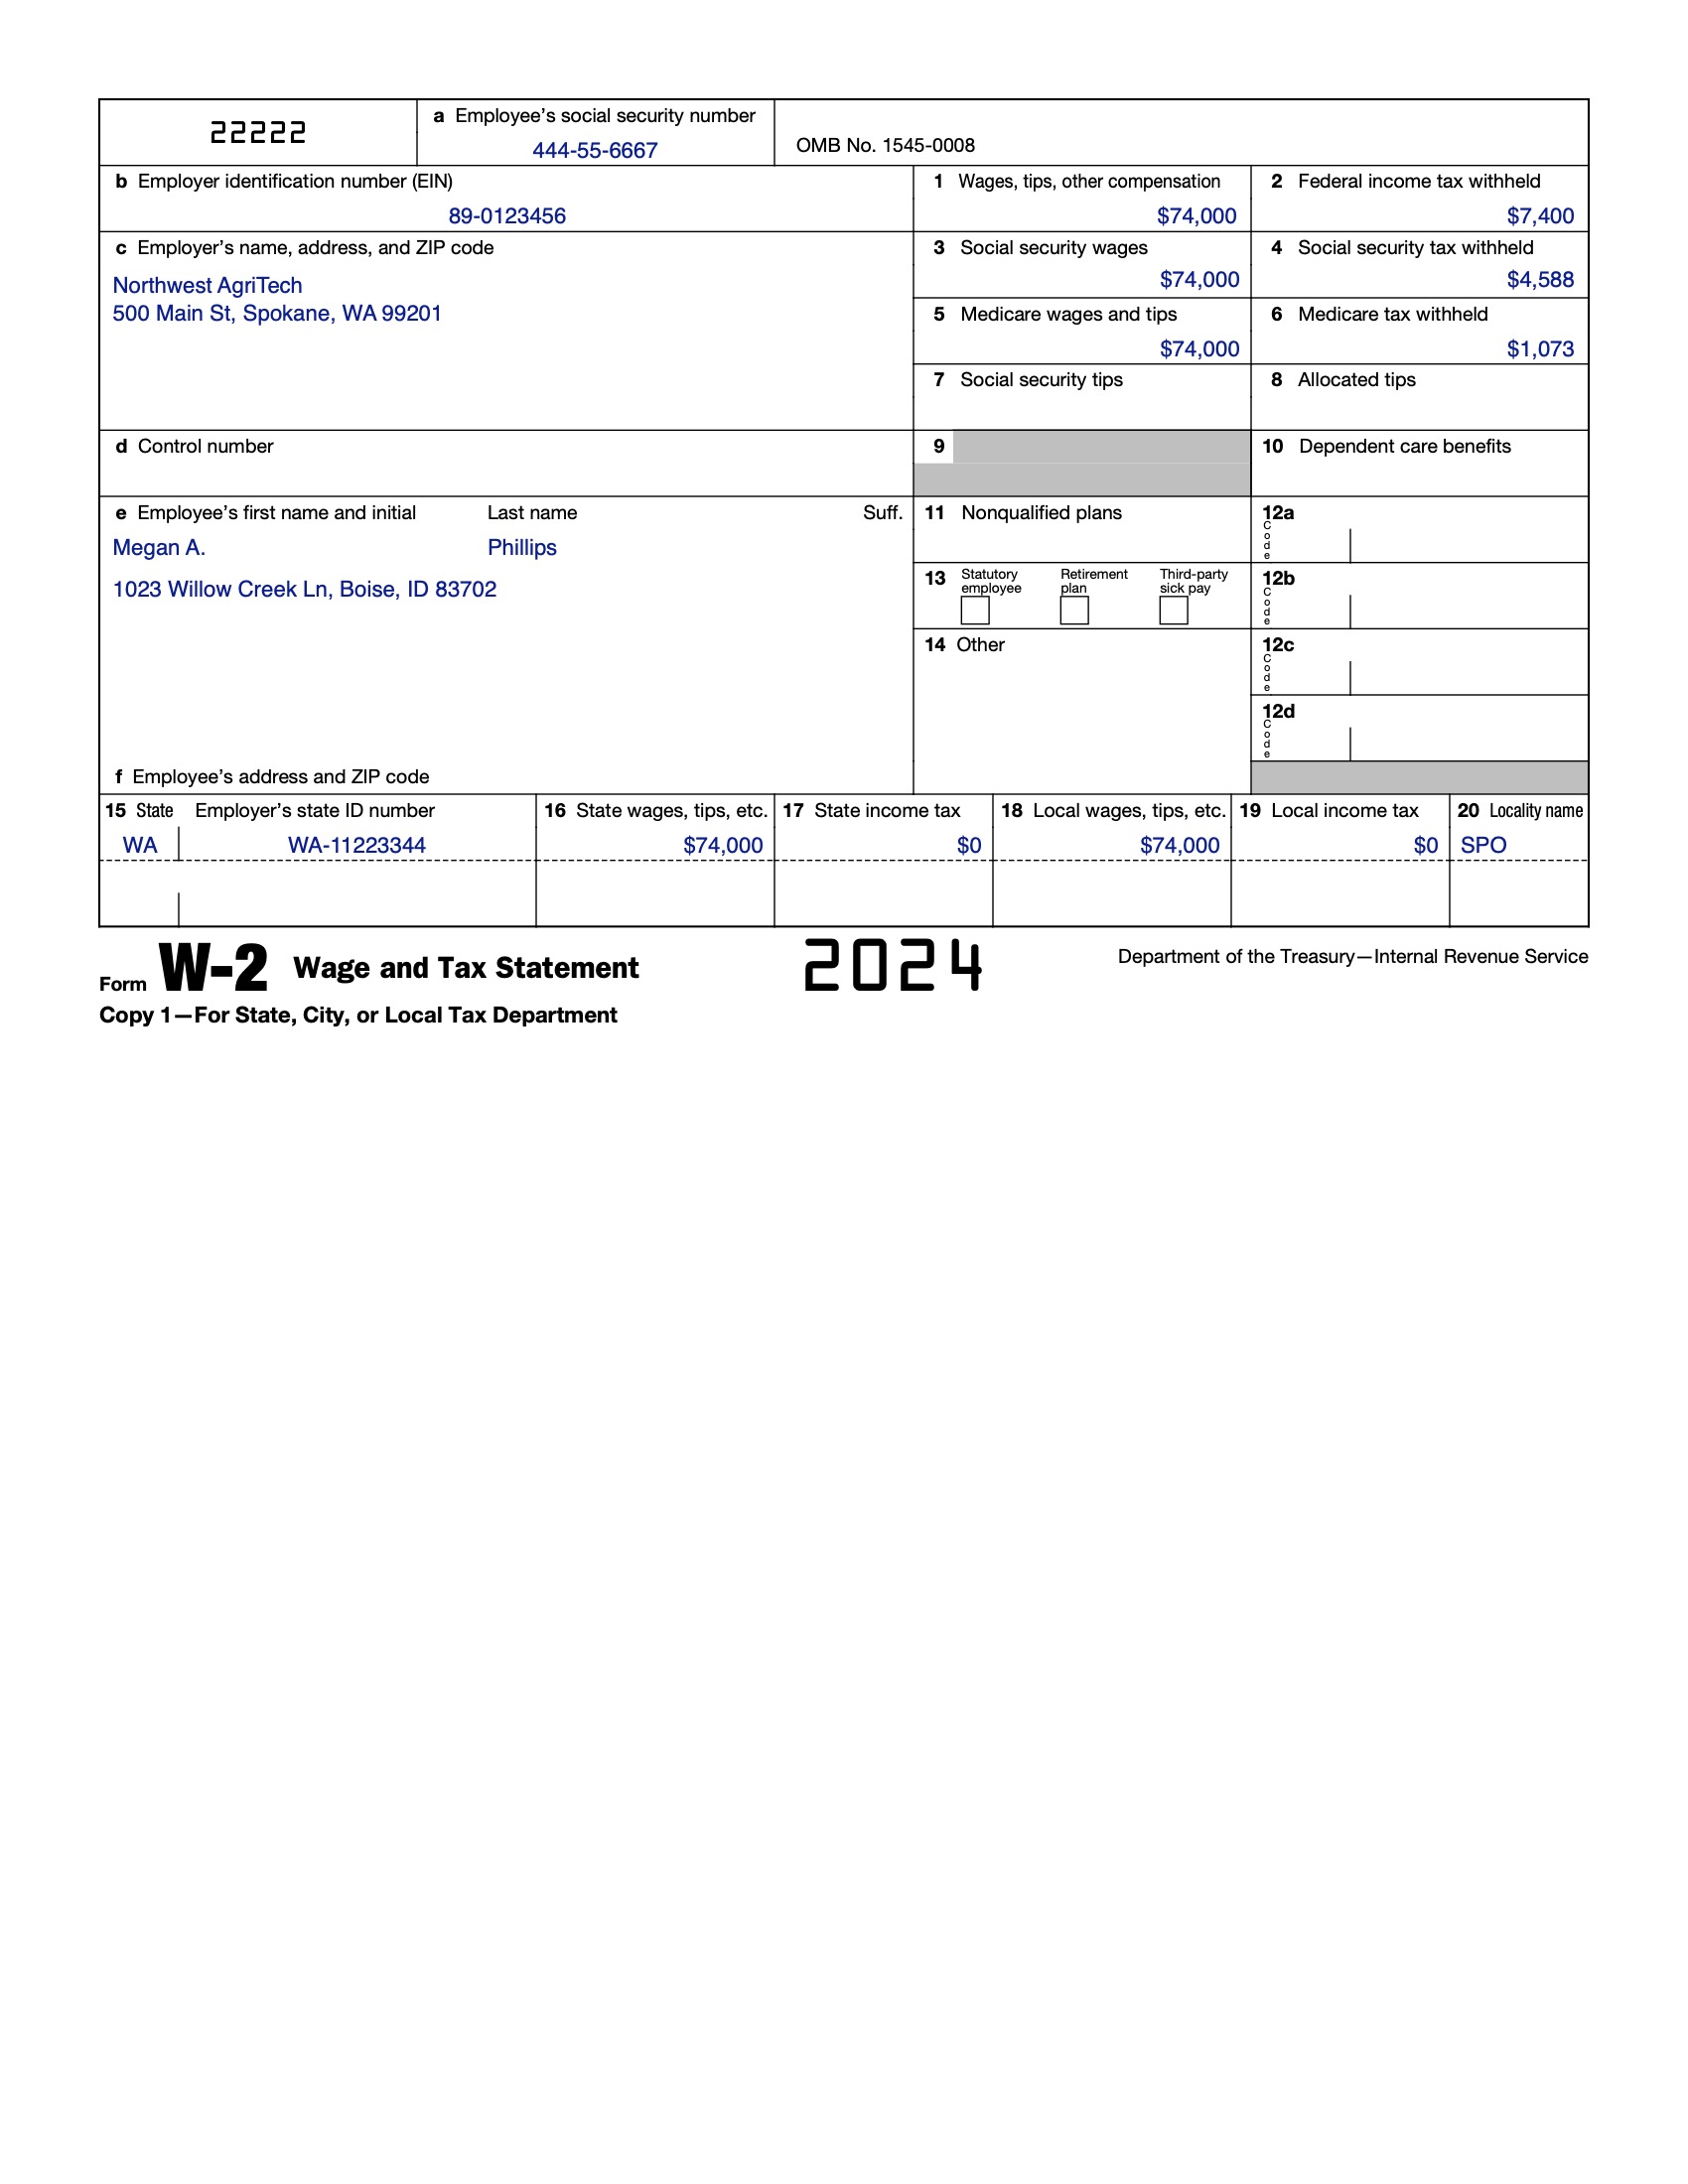 22222
a Employee's social security number
444-55-6667
OMB No. 1545-0008
b Employer identification number (EIN)
89-0123456
1 Wages, tips, other compensation
$74,000
2 Federal income tax withheld
$7,400
c Employer's name, address, and ZIP code
Northwest AgriTech
500 Main St, Spokane, WA 99201
3 Social security wages
$74,000
4 Social security tax withheld
$4,588
5 Medicare wages and tips
$74,000
6 Medicare tax withheld
$1,073
7 Social security tips
8 Allocated tips
d Control number
9
10 Dependent care benefits
e Employee's first name and initial
Last name
Suff.
Megan A.
Phillips
1023 Willow Creek Ln, Boise, ID 83702
f Employee's address and ZIP code
11 Nonqualified plans
12a
Code
13
Statutory
employee
Retirement
plan
Third-party
sick pay
12b
Code
14 Other
12c
Code
12d
Code
15 State
Employer's state ID number
16 State wages, tips, etc.
17 State income tax
18 Local wages, tips, etc.
19 Local income tax
20 Locality name
WA
WA-11223344
$74,000
$0
$74,000
$0
SPO
Form W-2 Wage and Tax Statement
2024
Department of the Treasury—Internal Revenue Service
Copy 1—For State, City, or Local Tax Department